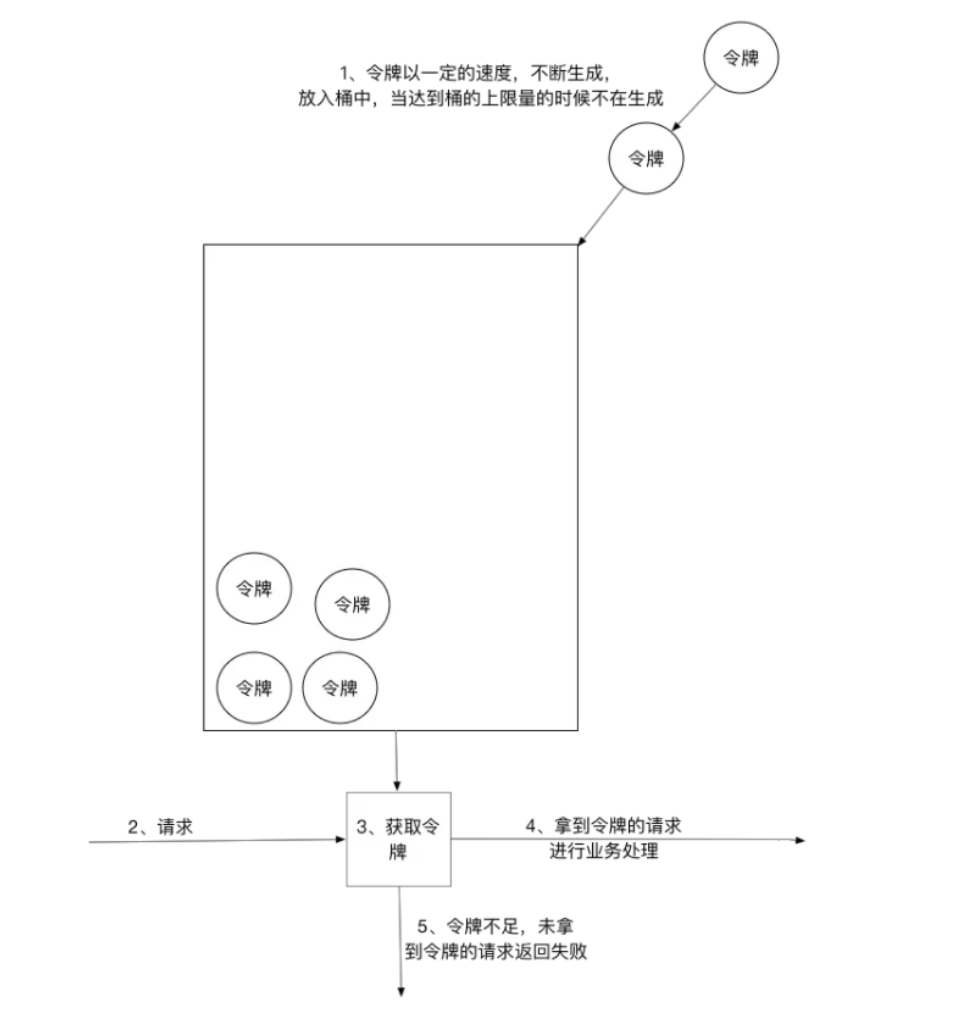 令牌
1、令牌以一定的速度，不断生成，
放入桶中，当达到桶的上限量的时候不在生成
令牌
令牌
令牌
令牌
令牌
2、请求
3、获取令
牌
4、拿到令牌的请求
进行业务处理
5、令牌不足，未拿
到令牌的请求返回失败